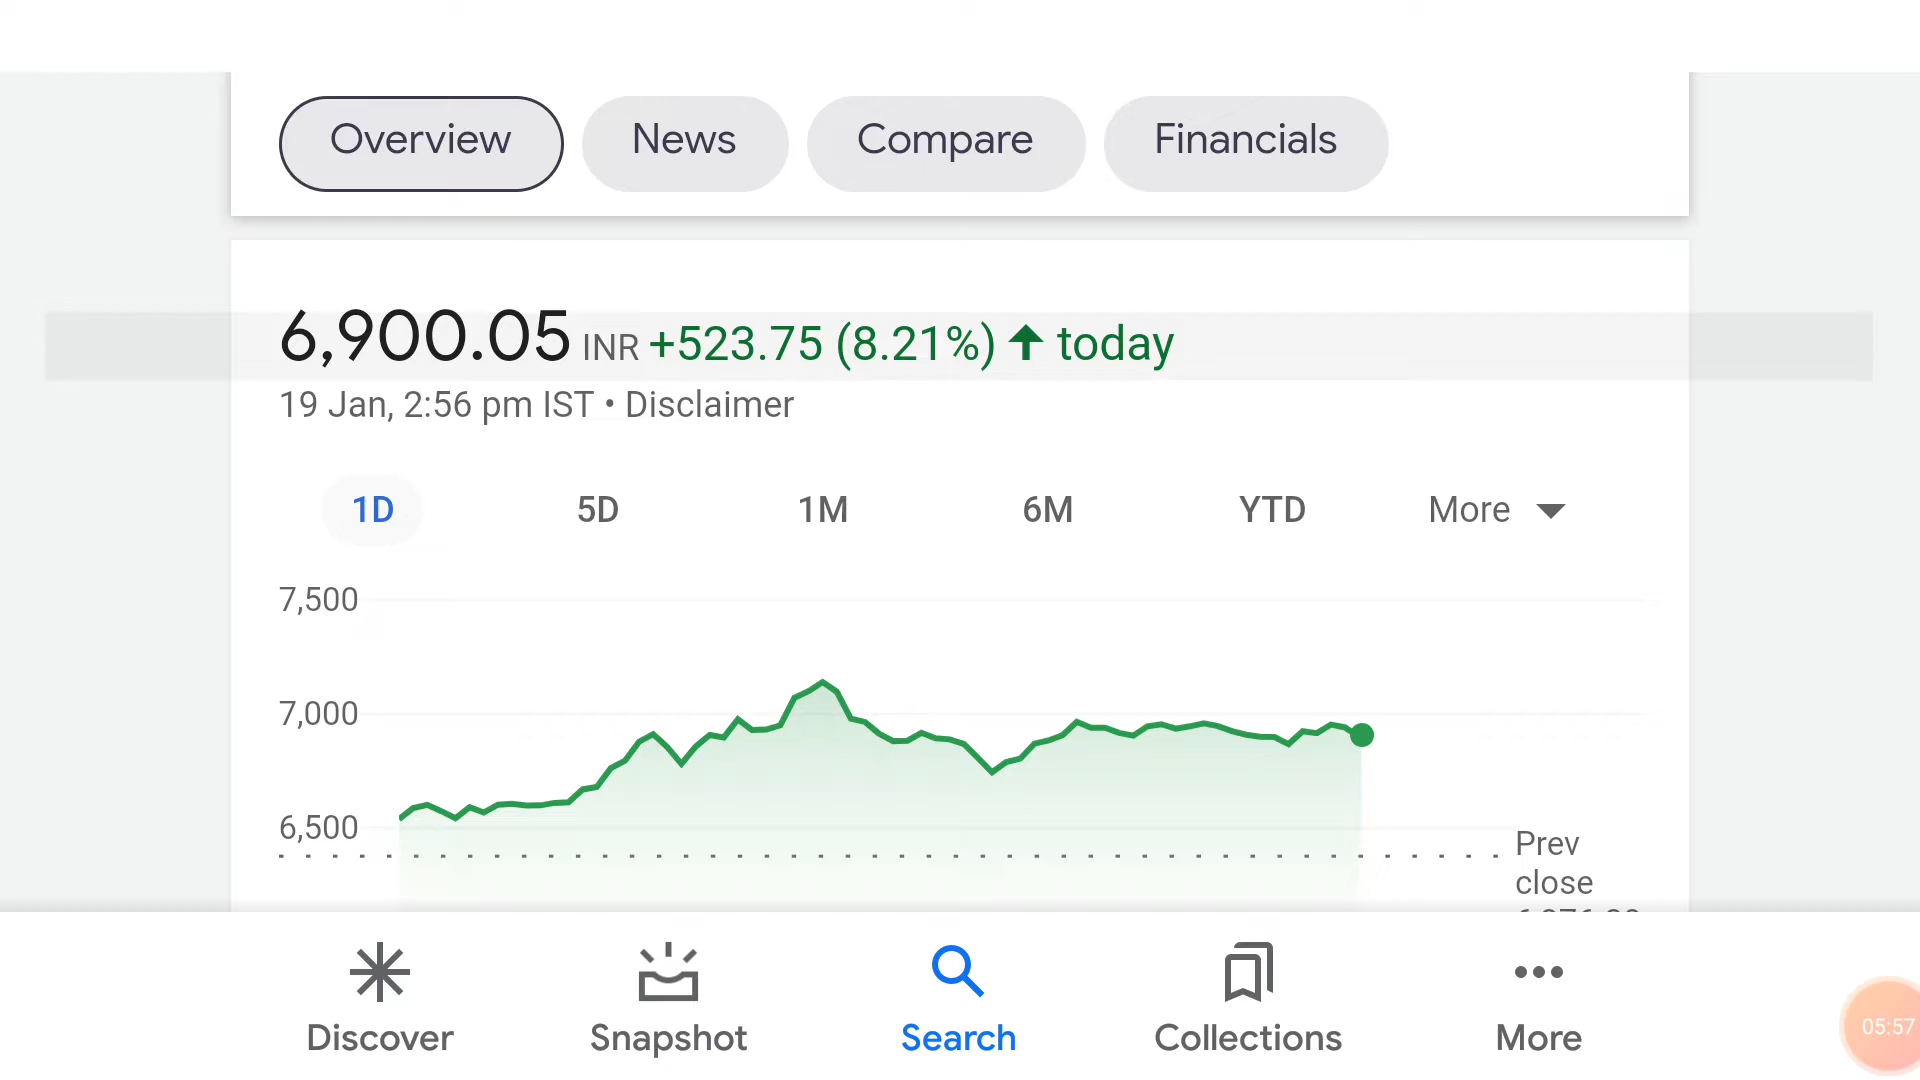 Overview News Compare Financials
6,900.05 INR +523.75 (8.21%) ↑ today
19 Jan, 2:56 pm IST • Disclaimer
1D 5D 1M 6M YTD More
7,500
7,000
6,500
Prev
close
Discover Snapshot Search Collections More
05:57